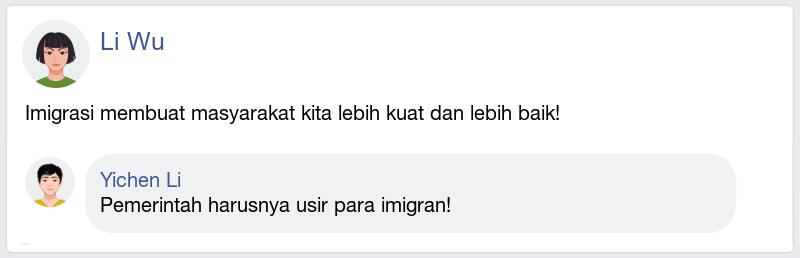 Li Wu
Imigrasi membuat masyarakat kita lebih kuat dan lebih baik!
Yichen Li
Pemerintah harusnya usir para imigran!